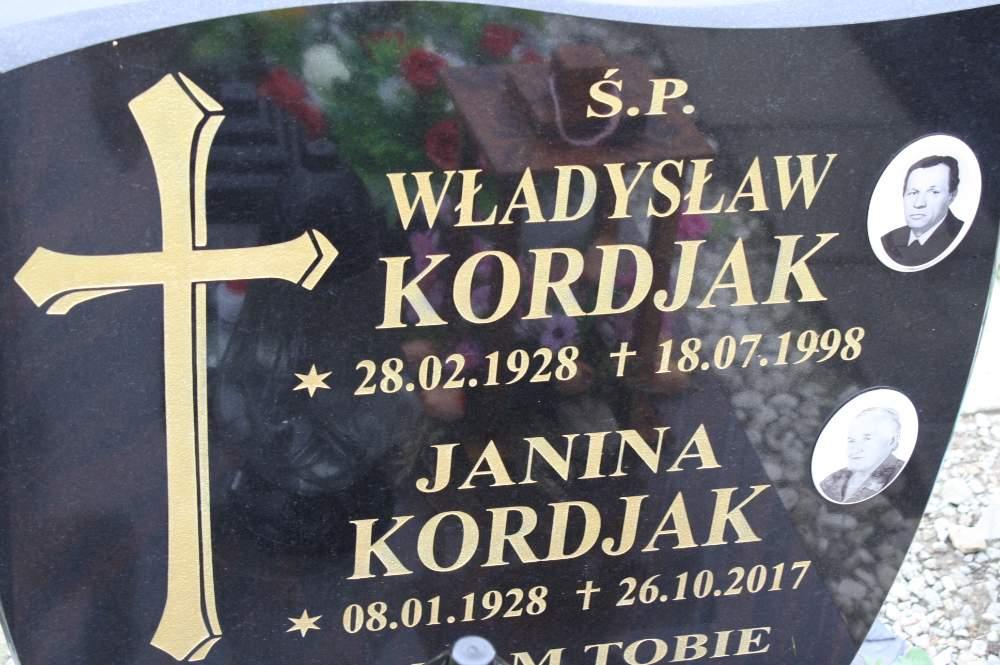 Ś.P.
WŁADYSŁAW
KORDJAK
✶ 28.02.1928 † 18.07.1998
JANINA
KORDJAK
✶ 08.01.1928 † 26.10.2017
TOBIE